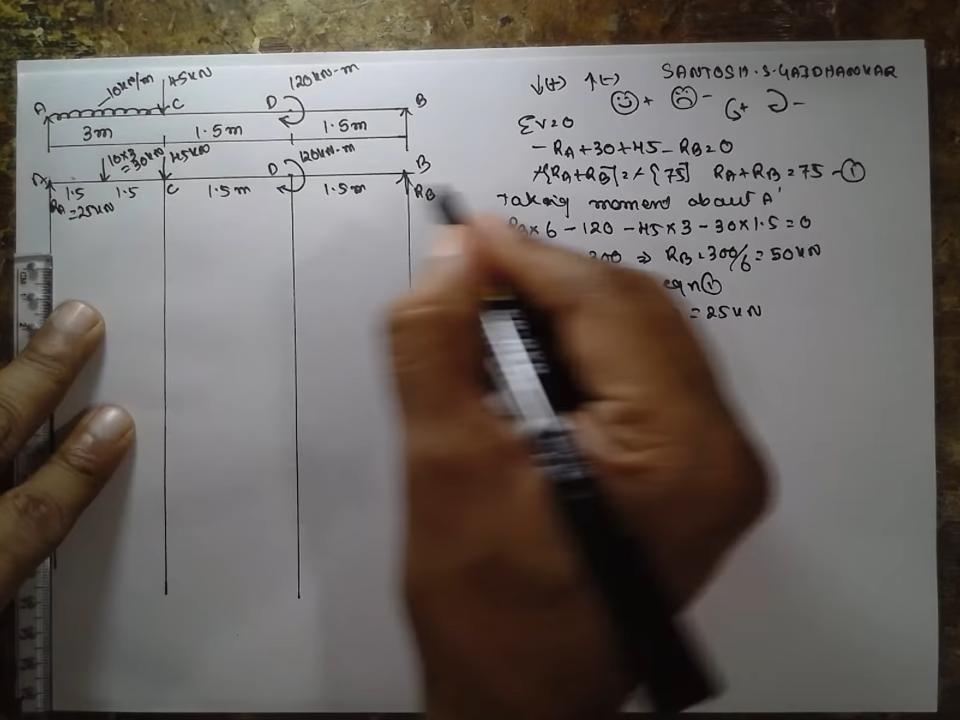 SANTOSH.S.GAJDHANKAR
10kN/m 45kN 120kN-m
A C D B
3m 1.5m 1.5m
10×3 =30kN 45kN 120kN-m
A C D B
1.5 1.5 1.5m 1.5m
RA =25kN RB
↓(+) ↑(-)
+ -
+ -
ΣV=0
-RA+30+45-RB=0
≁{RA+RB}=≁{75} RA+RB=75-①
Taking moment about 'A'
×6-120-45×3-30×1.5=0
300 ⇒ RB=300/6=50kN
eqn①
=25kN